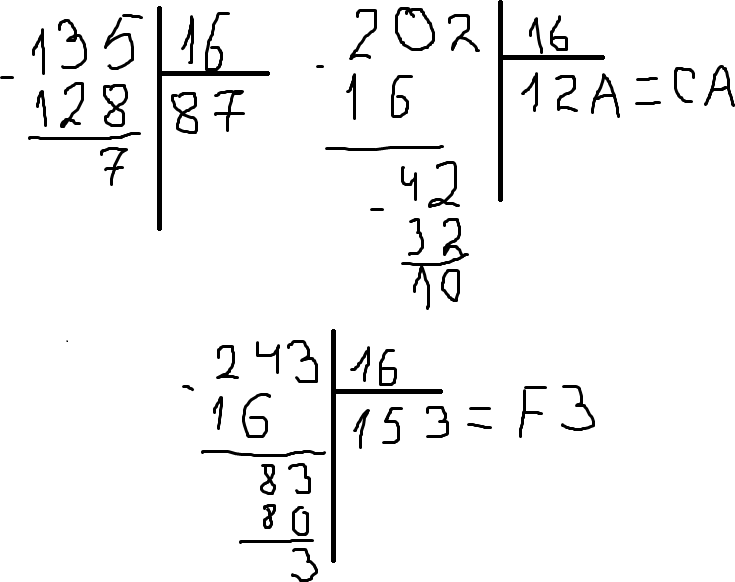 - 135 16
128 87
7
- 202 16
16 12A = CA
- 42
32
10
- 243 16
16 153 = F3
83
80
3